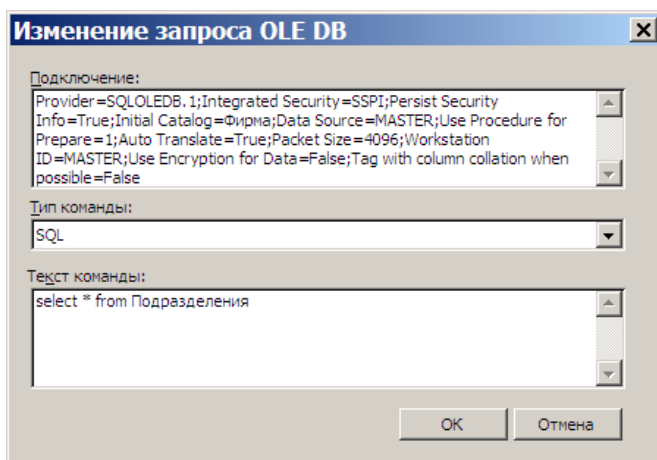 Изменение запроса OLE DB
Подключение:
Provider=SQLOLEDB.1;Integrated Security=SSPI;Persist Security
Info=True;Initial Catalog=Фирма;Data Source=MASTER;Use Procedure for
Prepare=1;Auto Translate=True;Packet Size=4096;Workstation
ID=MASTER;Use Encryption for Data=False;Tag with column collation when
possible=False
Тип команды:
SQL
Текст команды:
select * from Подразделения
ОК
Отмена